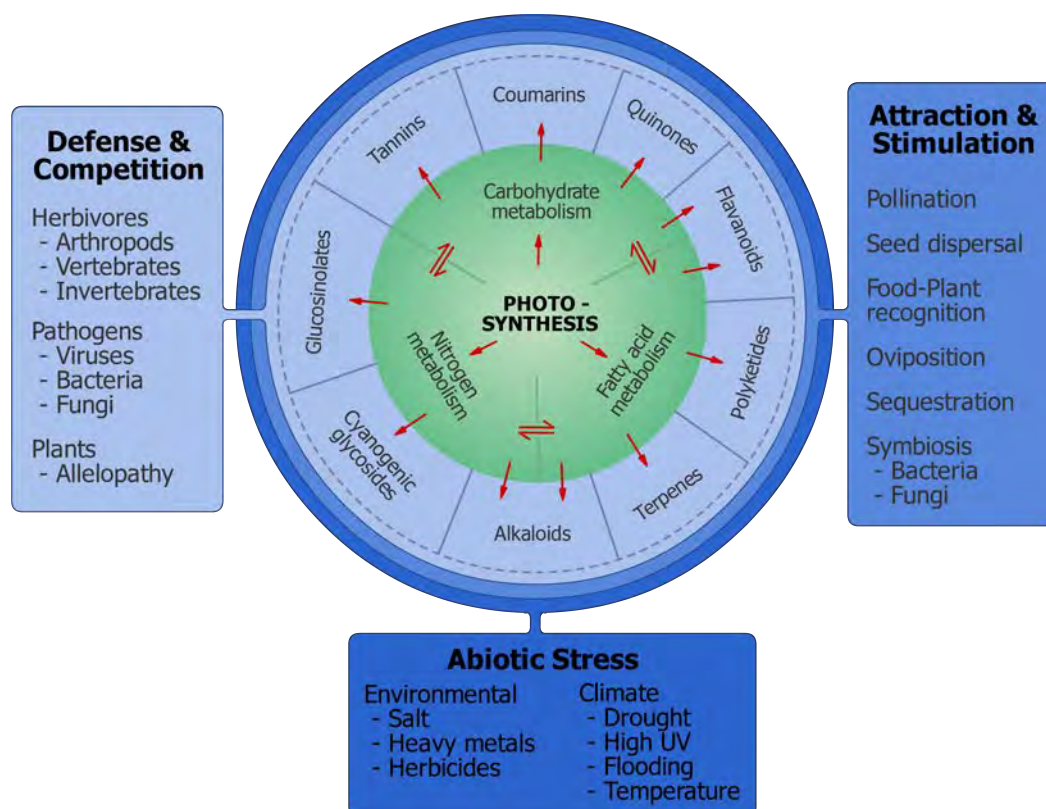 Defense &
Competition
Herbivores
- Arthropods
- Vertebrates
- Invertebrates
Pathogens
- Viruses
- Bacteria
- Fungi
Plants
- Allelopathy
Coumarins
Quinones
Flavanoids
Polyketides
Terpenes
Alkaloids
Cyanogenic
glycosides
Glucosinolates
Tannins
Carbohydrate
metabolism
PHOTO -
SYNTHESIS
Nitrogen
metabolism
Fatty acid
metabolism
Attraction &
Stimulation
Pollination
Seed dispersal
Food-Plant
recognition
Oviposition
Sequestration
Symbiosis
- Bacteria
- Fungi
Abiotic Stress
Environmental
- Salt
- Heavy metals
- Herbicides
Climate
- Drought
- High UV
- Flooding
- Temperature